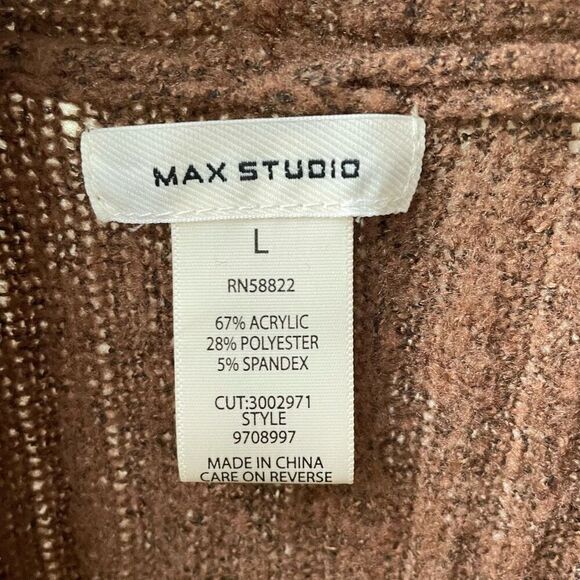 MAX STUDIO
L
RN58822
67% ACRYLIC
28% POLYESTER
5% SPANDEX
CUT:3002971
STYLE
9708997
MADE IN CHINA
CARE ON REVERSE